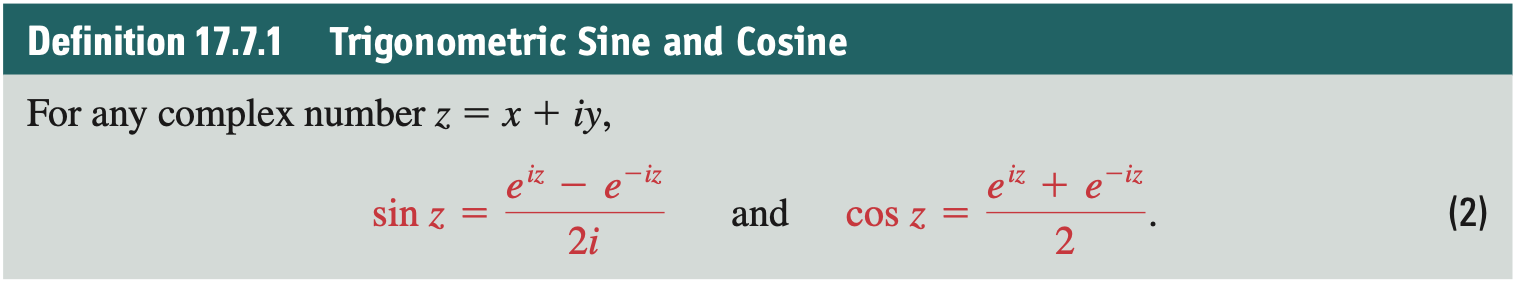 Definition 17.7.1 Trigonometric Sine and Cosine
For any complex number z = x + iy,
sin z = \frac{e^{iz} − e^{−iz}}{2i} and cos z = \frac{e^{iz} + e^{−iz}}{2}. (2)